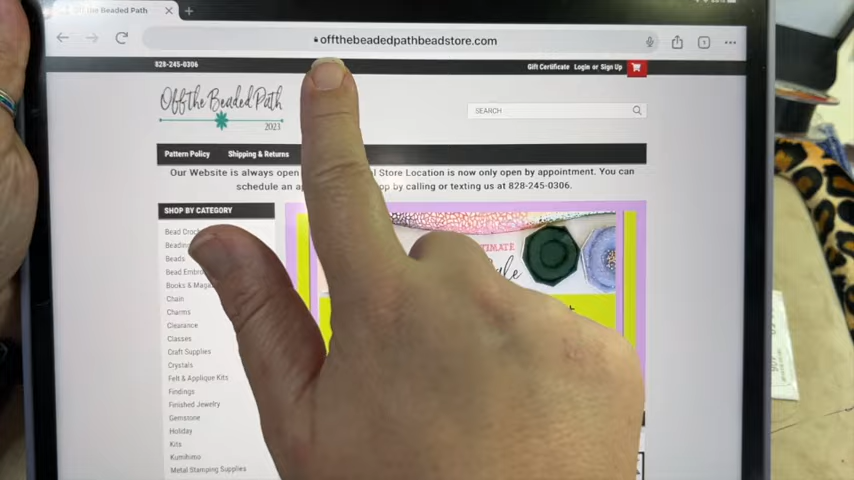 the Beaded Path
offthebeadedpathbeadstore.com
828-245-0306
Gift Certificate Login or Sign Up
Off the Beaded Path
2021
SEARCH
Pattern Policy Shipping & Returns
Our Website is always open Store Location is now only open by appointment. You can
schedule an by calling or texting us at 828-245-0306.
SHOP BY CATEGORY
Bead
Beads
Bead
Books &
Chain
Charms
Clearance
Classes
Craft Supplies
Crystals
Felt & Applique Kits
Findings
Finished Jewelry
Gemstone
Holiday
Kits
Kumihimo
Metal Stamping Supplies